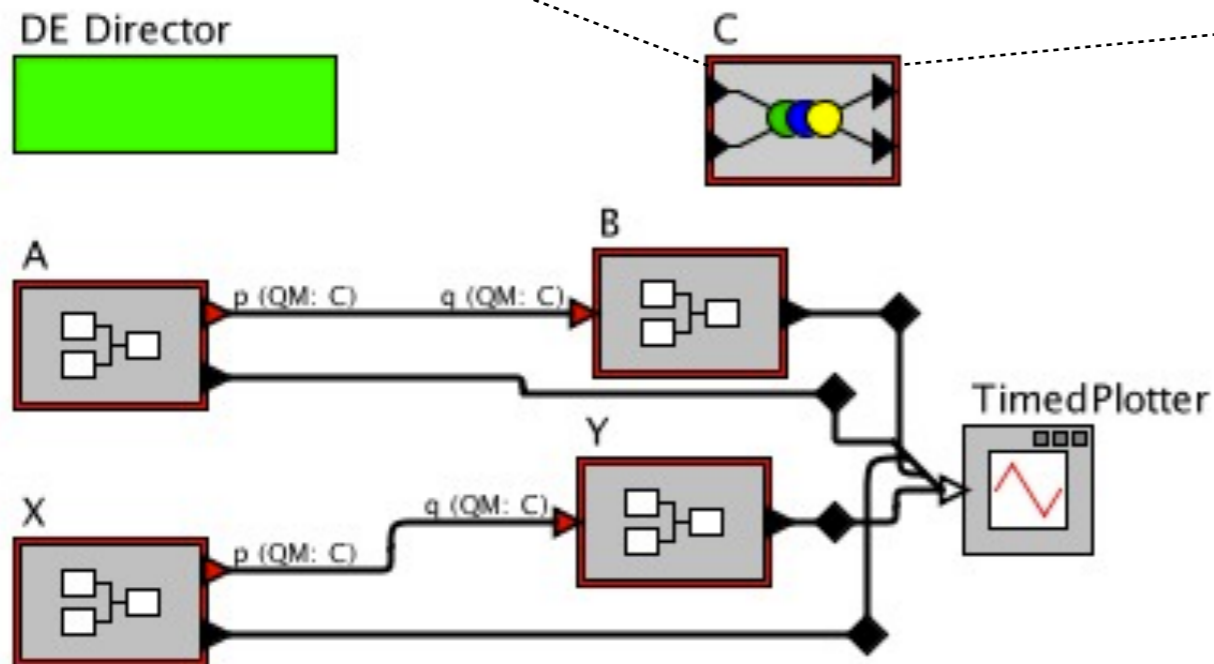 DE Director
C
B
A
p (QM: C)
q (QM: C)
TimedPlotter
Y
X
q (QM: C)
p (QM: C)